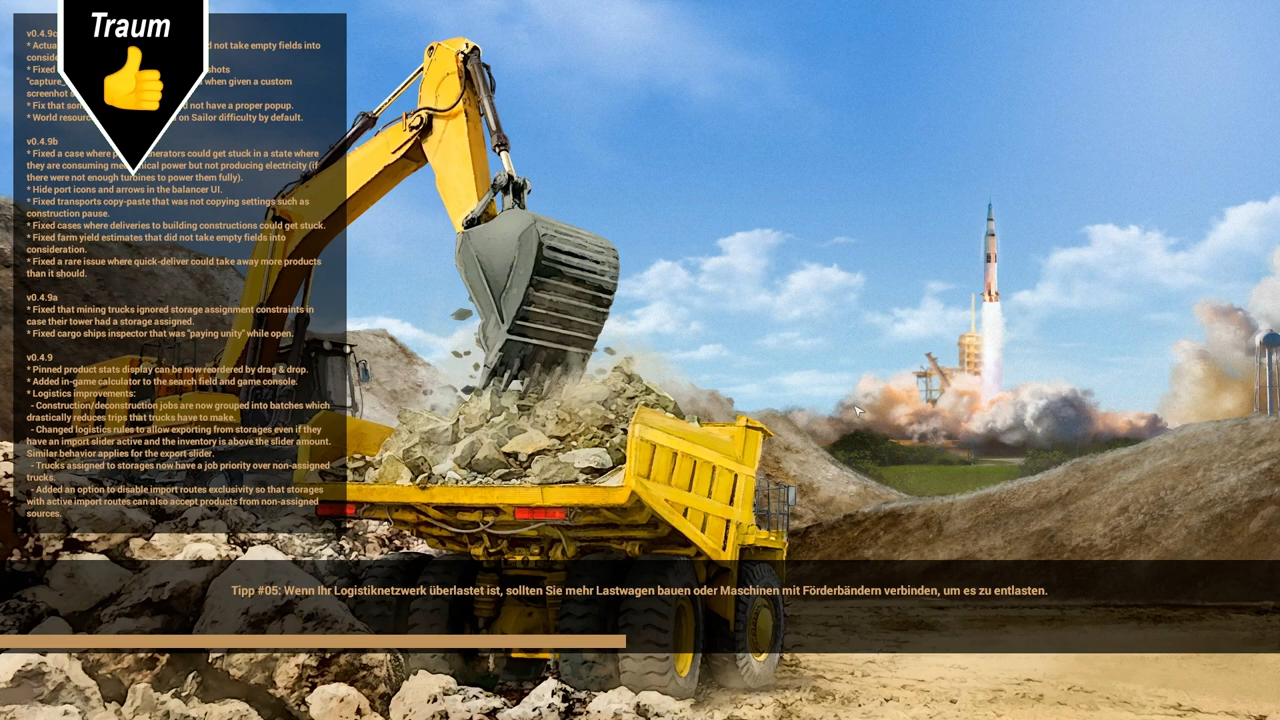 Traum
v0.4.9c
* Actua d not take empty fields into
conside
* Fixed shots
"capture_ when given a custom
screenhot s
* Fix that som d not have a proper popup.
* World resourc on Sailor difficulty by default.
v0.4.9b
* Fixed a case where p enerators could get stuck in a state where
they are consuming mechanical power but not producing electricity (if
there were not enough turbines to power them fully).
* Hide port icons and arrows in the balancer UI.
* Fixed transports copy-paste that was not copying settings such as
construction pause.
* Fixed cases where deliveries to building constructions could get stuck.
* Fixed farm yield estimates that did not take empty fields into
consideration.
* Fixed a rare issue where quick-deliver could take away more products
than it should.
v0.4.9a
* Fixed that mining trucks ignored storage assignment constraints in
case their tower had a storage assigned.
* Fixed cargo ships inspector that was "paying unity" while open.
v0.4.9
* Pinned product stats display can be now reordered by drag & drop.
* Added in-game calculator to the search field and game console.
* Logistics improvements:
- Construction/deconstruction jobs are now grouped into batches which
drastically reduces trips that trucks have to make.
- Changed logistics rules to allow exporting from storages even if they
have an import slider active and the inventory is above the slider amount.
Similar behavior applies for the export slider.
- Trucks assigned to storages now have a job priority over non-assigned
trucks.
- Added an option to disable import routes exclusivity so that storages
with active import routes can also accept products from non-assigned
sources.
Tipp #05: Wenn Ihr Logistiknetzwerk überlastet ist, sollten Sie mehr Lastwagen bauen oder Maschinen mit Förderbändern verbinden, um es zu entlasten.